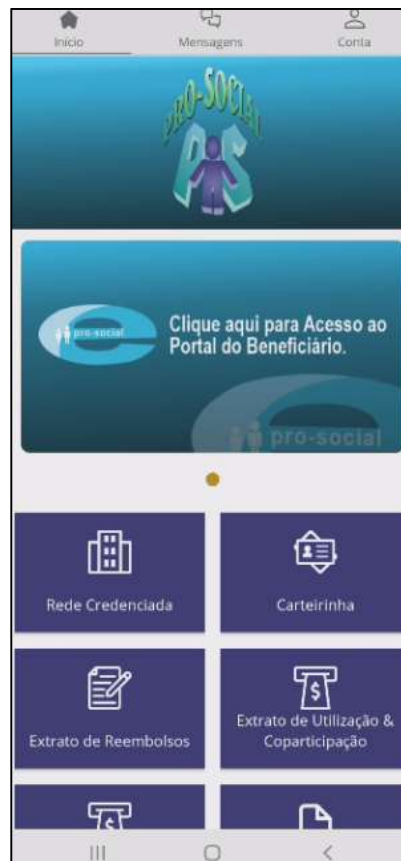 Início
Mensagens
Conta
PRO-SOCIAL
PS
pro-social
Clique aqui para Acesso ao
Portal do Beneficiário.
pro-social
Rede Credenciada
Carteirinha
Extrato de Reembolsos
Extrato de Utilização &
Coparticipação